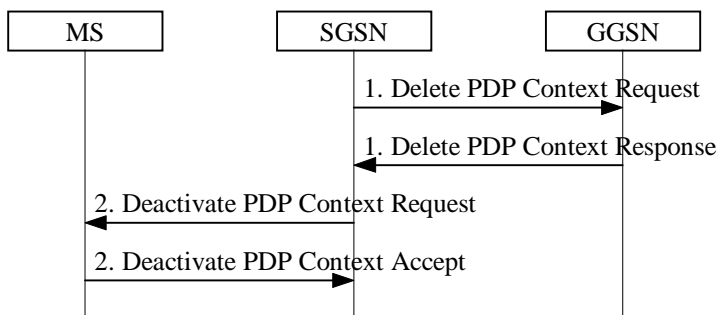 MS
SGSN
GGSN
1. Delete PDP Context Request
1. Delete PDP Context Response
2. Deactivate PDP Context Request
2. Deactivate PDP Context Accept